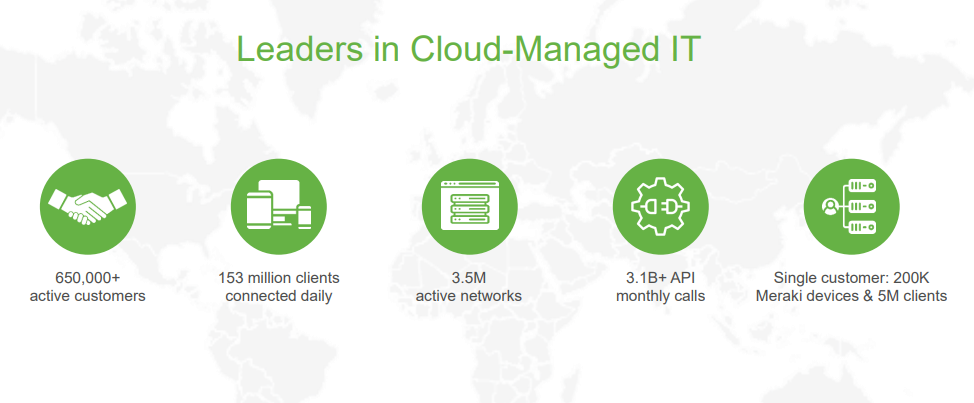 Leaders in Cloud-Managed IT
650,000+
active customers
153 million clients
connected daily
3.5M
active networks
3.1B+ API
monthly calls
Single customer: 200K
Meraki devices & 5M clients